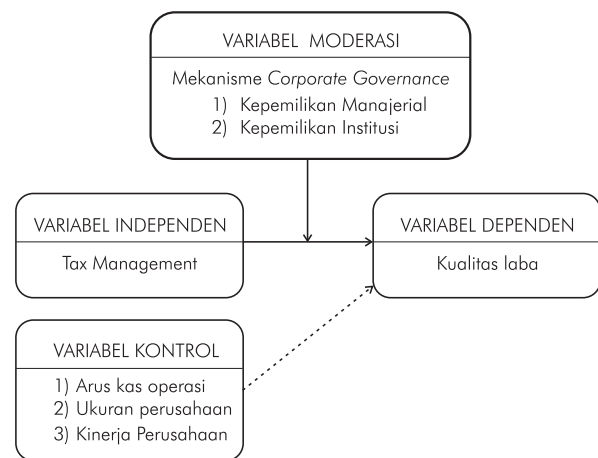 VARIABEL MODERASI
Mekanisme Corporate Governance
1) Kepemilikan Manajerial
2) Kepemilikan Institusi
VARIABEL INDEPENDEN
Tax Management
VARIABEL DEPENDEN
Kualitas laba
VARIABEL KONTROL
1) Arus kas operasi
2) Ukuran perusahaan
3) Kinerja Perusahaan